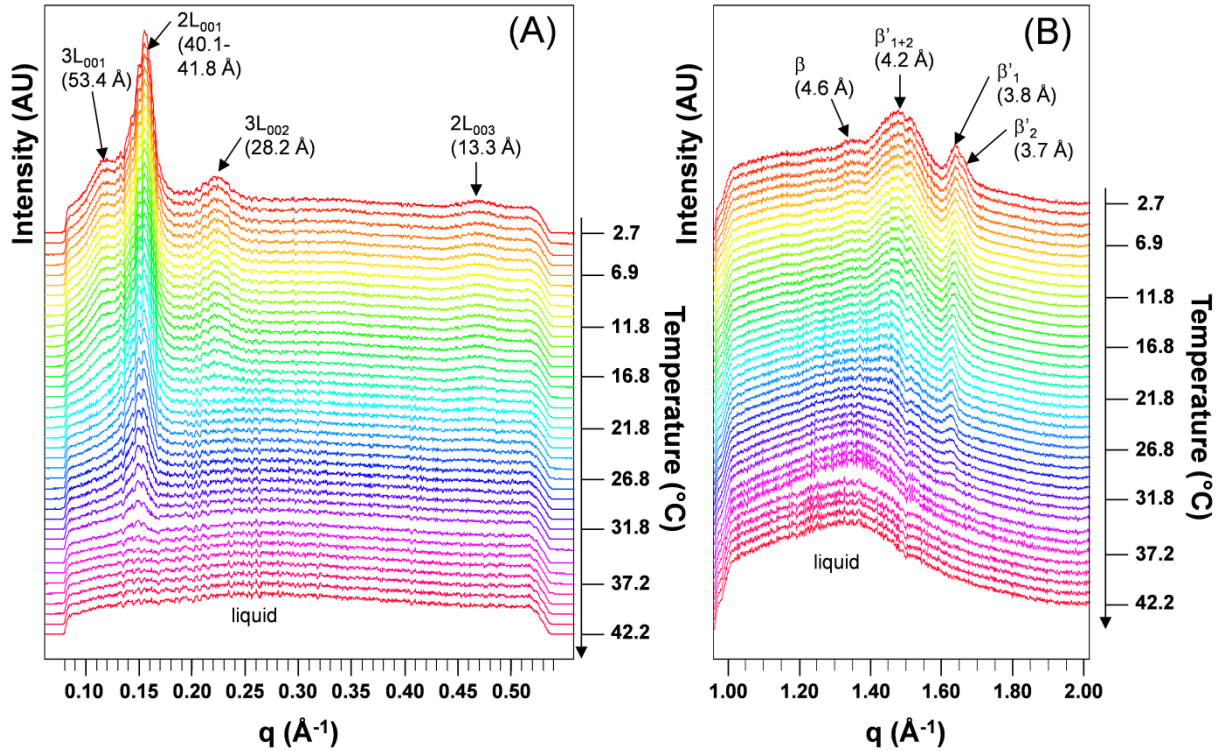 (A)
2L001
(40.1-
41.8 Å)
3L001
(53.4 Å)
3L002
(28.2 Å)
2L003
(13.3 Å)
Intensity (AU)
2.7
6.9
11.8
16.8
21.8
26.8
31.8
37.2
42.2
Temperature (°C)
liquid
0.10 0.15 0.20 0.25 0.30 0.35 0.40 0.45 0.50
q (Å-1)
(B)
β'1+2
(4.2 Å)
β
(4.6 Å)
β'1
(3.8 Å)
β'2
(3.7 Å)
Intensity (AU)
2.7
6.9
11.8
16.8
21.8
26.8
31.8
37.2
42.2
Temperature (°C)
liquid
1.00 1.20 1.40 1.60 1.80 2.00
q (Å-1)